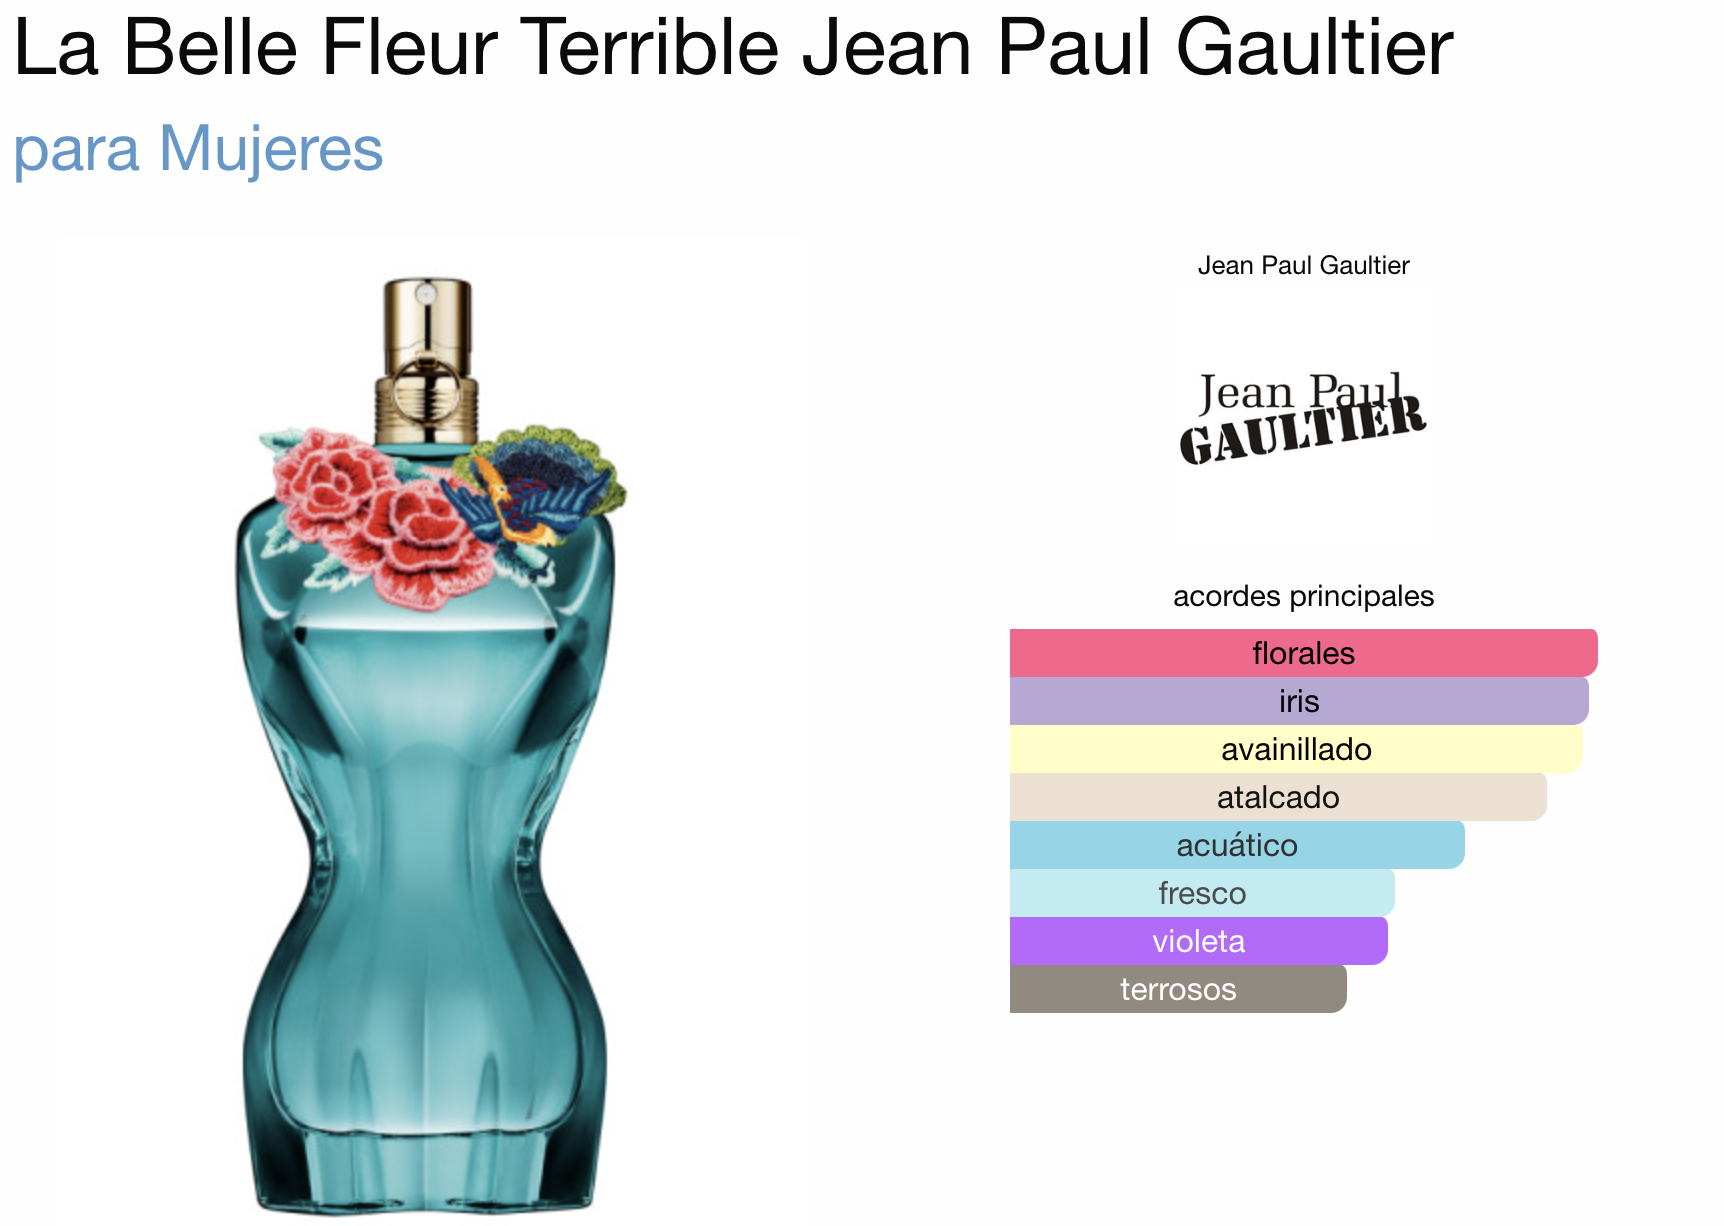 La Belle Fleur Terrible Jean Paul Gaultier
para Mujeres
Jean Paul Gaultier
Jean Paul
GAULTIER
acordes principales
florales
iris
avainillado
atalcado
acuático
fresco
violeta
terrosos